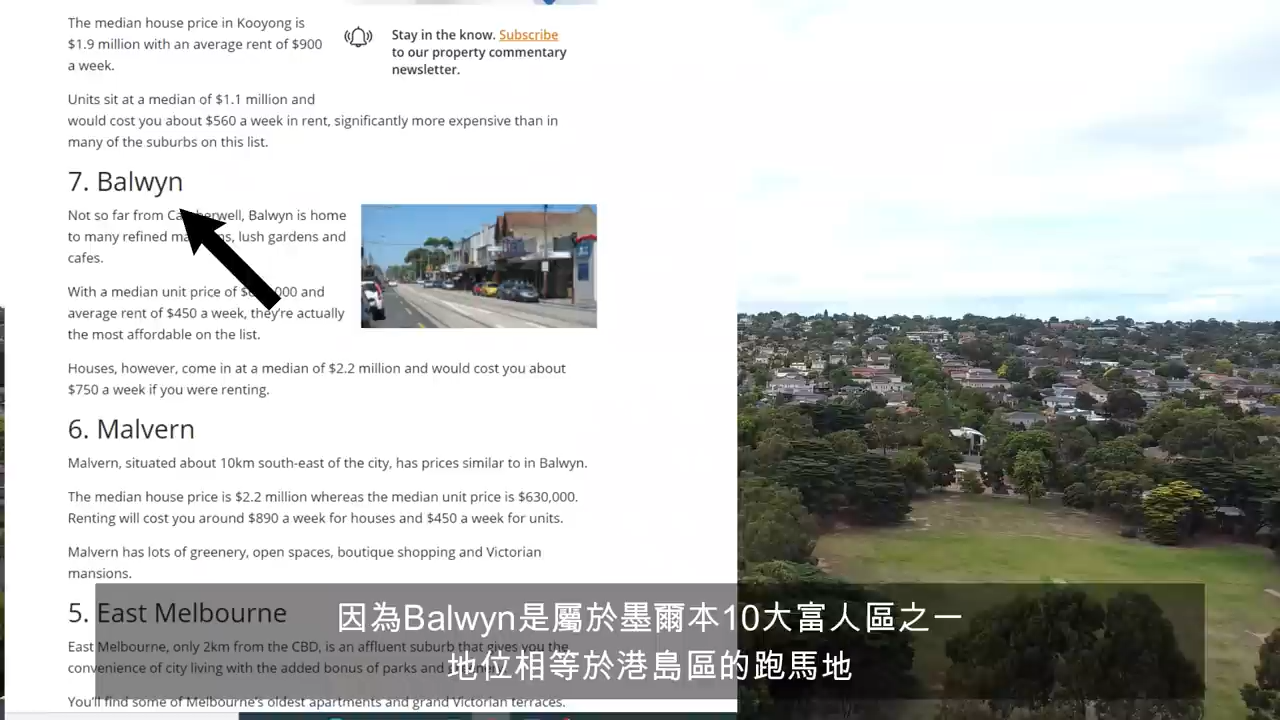 The median house price in Kooyong is
$1.9 million with an average rent of $900
a week.
Stay in the know. Subscribe
to our property commentary
newsletter.
Units sit at a median of $1.1 million and
would cost you about $560 a week in rent, significantly more expensive than in
many of the suburbs on this list.
7. Balwyn
Not so far from Camberwell, Balwyn is home
to many refined mansions, lush gardens and
cafes.
With a median unit price of and
average rent of $450 a week, they're actually
the most affordable on the list.
Houses, however, come in at a median of $2.2 million and would cost you about
$750 a week if you were renting.
6. Malvern
Malvern, situated about 10km south-east of the city, has prices similar to in Balwyn.
The median house price is $2.2 million whereas the median unit price is $630,000.
Renting will cost you around $890 a week for houses and $450 a week for units.
Malvern has lots of greenery, open spaces, boutique shopping and Victorian
mansions.
5. East Melbourne
East Melbourne, only 2km from the CBD, is an affluent suburb that gives you the
convenience of city living with the added bonus of parks and
You'll find some of Melbourne's oldest apartments and grand Victorian terraces.
因為Balwyn是屬於墨爾本10大富人區之一
地位相等於港島區的跑馬地